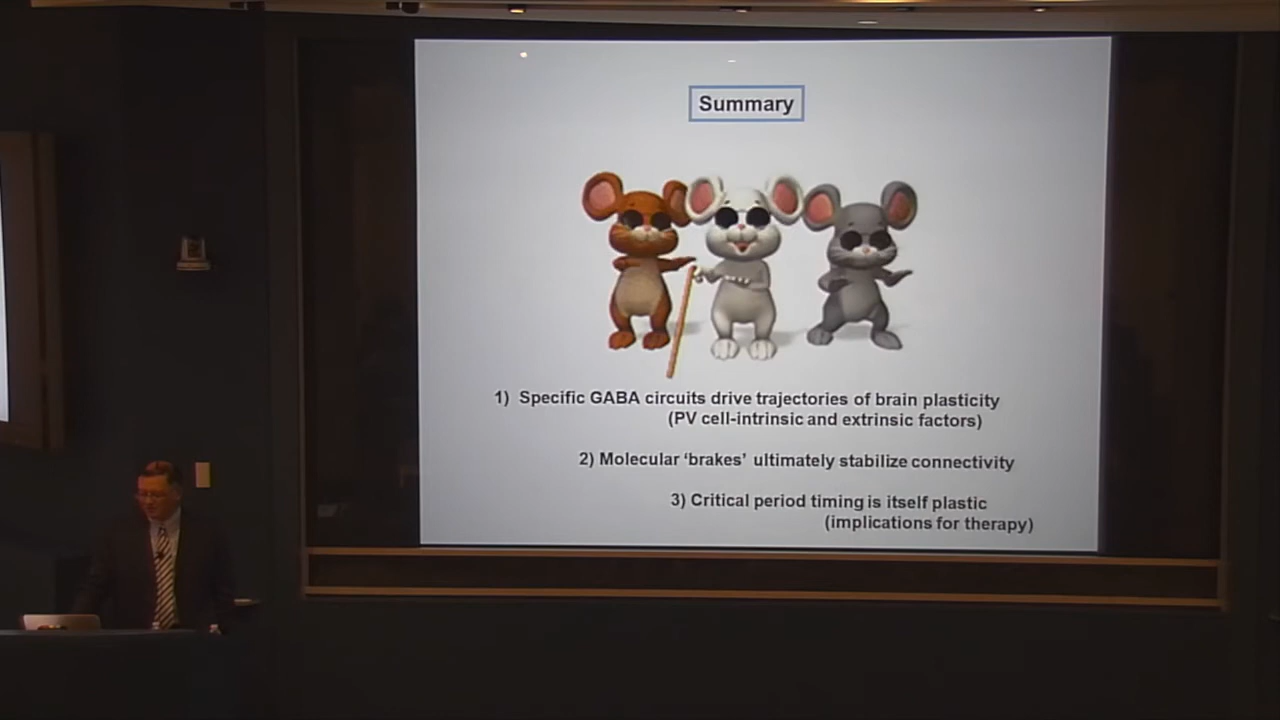 Summary
1) Specific GABA circuits drive trajectories of brain plasticity
(PV cell-intrinsic and extrinsic factors)
2) Molecular ‘brakes’ ultimately stabilize connectivity
3) Critical period timing is itself plastic
(implications for therapy)